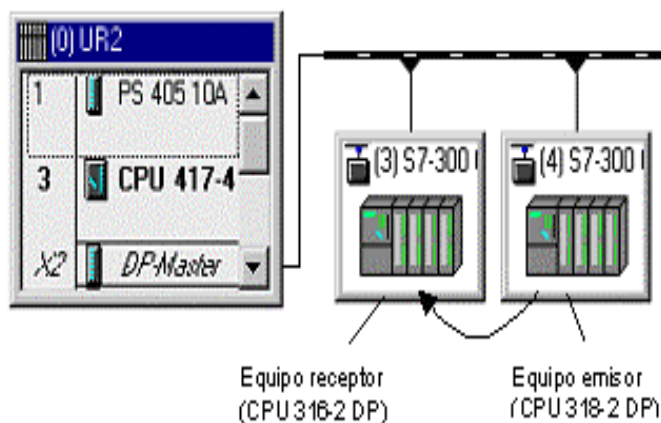 (0) UR2
1 PS 405 10A
3 CPU 417-4
X2 DP-Master
(3) S7-300
(4) S7-300
Equipo receptor
(CPU 316-2 DP)
Equipo emisor
(CPU 318-2 DP)